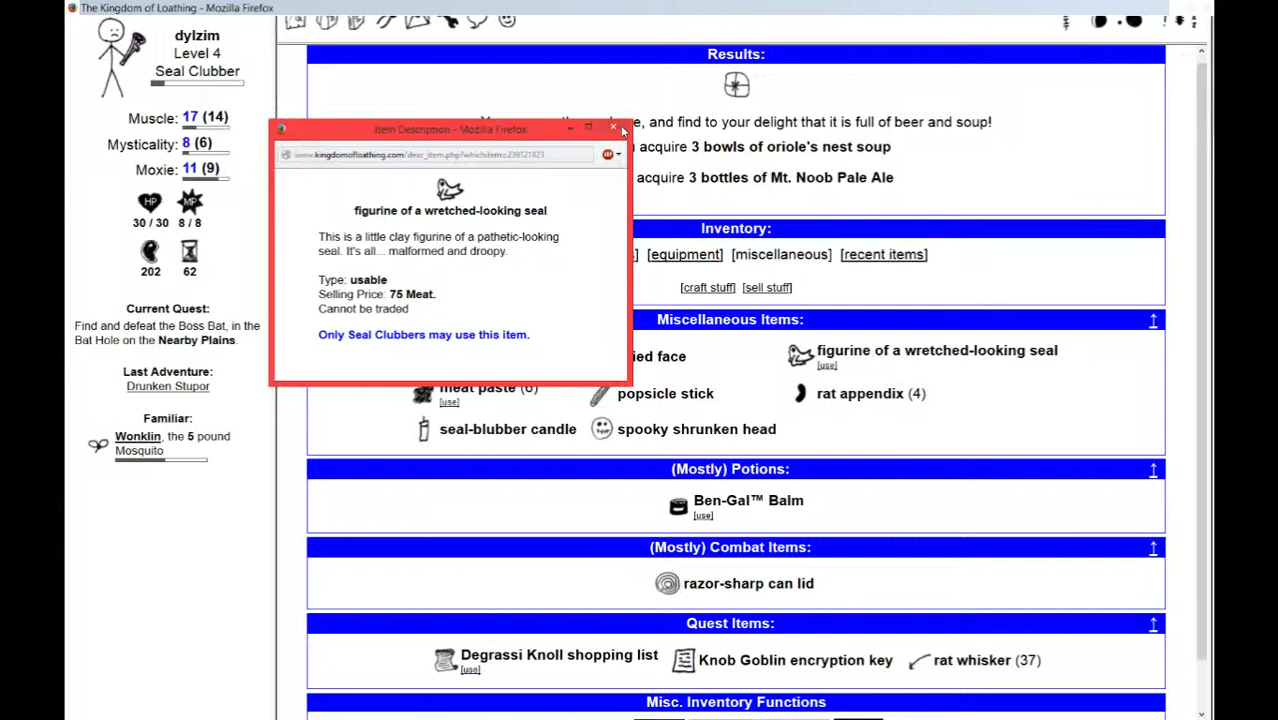 The Kingdom of Loathing - Mozilla Firefox
dylzim
Level 4
Seal Clubber
Muscle: 17 (14)
Mysticality: 8 (6)
Moxie: 11 (9)
HP MP
30 / 30 8 / 8
202 62
Current Quest:
Find and defeat the Boss Bat, in the
Bat Hole on the Nearby Plains.
Last Adventure:
Drunken Stupor
Familiar:
Wonklin, the 5 pound
Mosquito
Results:
e, and find to your delight that it is full of beer and soup!
acquire 3 bowls of oriole's nest soup
acquire 3 bottles of Mt. Noob Pale Ale
Item Description - Mozilla Firefox
www.kingdomofloathing.com/desc_item.php?whichitem=239121823
figurine of a wretched-looking seal
This is a little clay figurine of a pathetic-looking
seal. It's all... malformed and droopy.
Type: usable
Selling Price: 75 Meat.
Cannot be traded
Only Seal Clubbers may use this item.
Inventory:
[equipment] [miscellaneous] [recent items]
[craft stuff] [sell stuff]
Miscellaneous Items: ↑
ied face figurine of a wretched-looking seal
[use]
meat paste (6) popsicle stick rat appendix (4)
[use]
seal-blubber candle spooky shrunken head
(Mostly) Potions: ↑
Ben-Gal™ Balm
[use]
(Mostly) Combat Items: ↑
razor-sharp can lid
Quest Items: ↑
Degrassi Knoll shopping list Knob Goblin encryption key rat whisker (37)
[use]
Misc. Inventory Functions